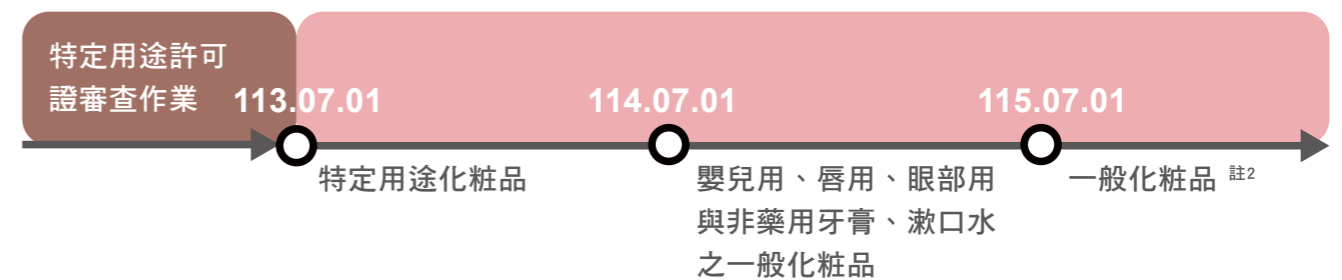 特定用途許可
證審查作業
113.07.01
114.07.01
115.07.01
特定用途化粧品
嬰兒用、唇用、眼部用
與非藥用牙膏、漱口水
之一般化粧品
一般化粧品 註2